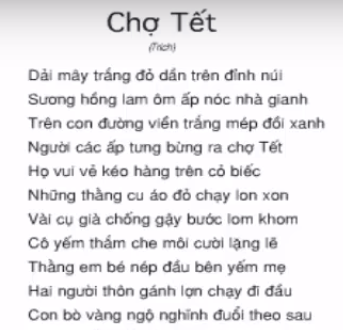 Chợ Tết
(Trích)
Dải mây trắng đỏ dần trên đỉnh núi
Sương hồng lam ôm ấp nóc nhà gianh
Trên con đường viền trắng mép đồi xanh
Người các ấp tưng bừng ra chợ Tết
Họ vui vẻ kéo hàng trên cỏ biếc
Những thằng cu áo đỏ chạy lon xon
Vài cụ già chống gậy bước lom khom
Cô yếm thắm che môi cười lặng lẽ
Thằng em bé nép đầu bên yếm mẹ
Hai người thôn gánh lợn chạy đi đầu
Con bò vàng ngộ nghĩnh đuổi theo sau